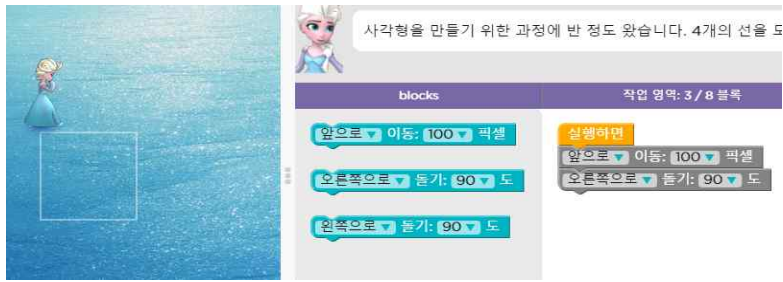 사각형을 만들기 위한 과정에 반 정도 왔습니다. 4개의 선을
blocks
작업 영역: 3 / 8 블록
앞으로 이동: 100 픽셀
오른쪽으로 돌기: 90 도
왼쪽으로 돌기: 90 도
실행하면
앞으로 이동: 100 픽셀
오른쪽으로 돌기: 90 도